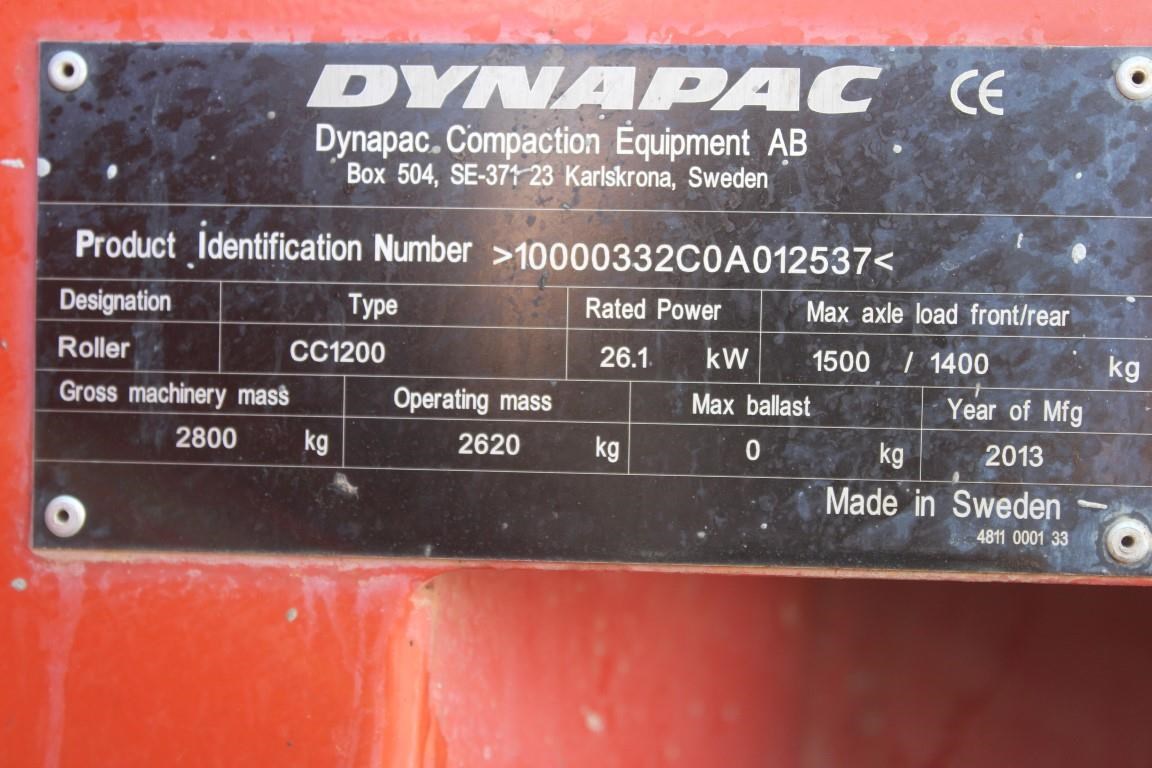 DYNAPAC CE
Dynapac Compaction Equipment AB
Box 504, SE-371 23 Karlskrona, Sweden
Product Identification Number >10000332C0A012537<
Designation Type Rated Power Max axle load front/rear
Roller CC1200 26.1 kW 1500 / 1400 kg
Gross machinery mass Operating mass Max ballast Year of Mfg
2800 kg 2620 kg 0 kg 2013
Made in Sweden
4811 0001 33